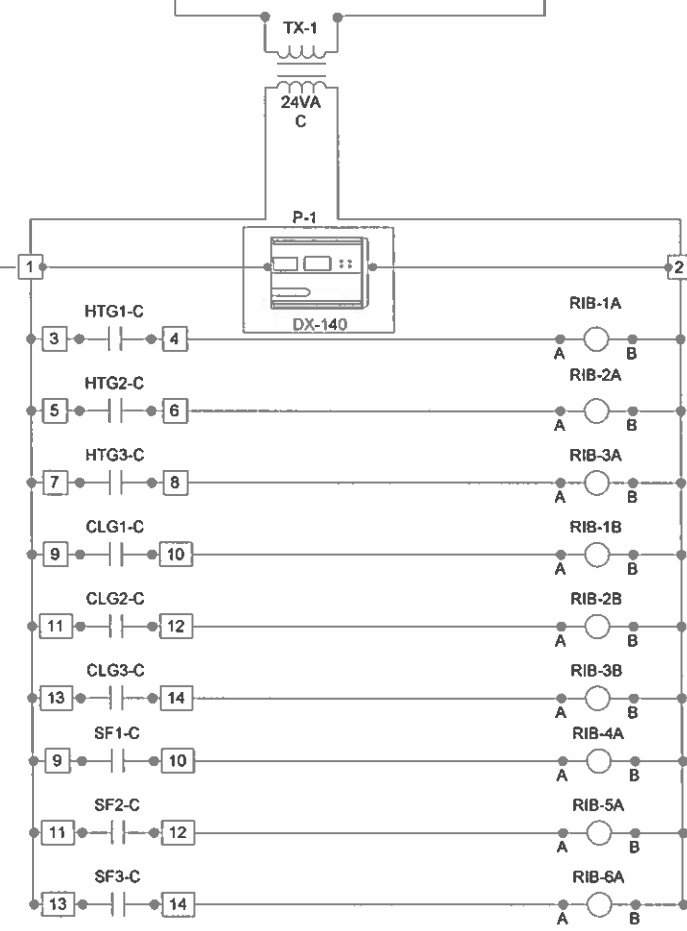 TX-1
24VA
C
P-1
1 2
DX-140
HTG1-C RIB-1A
3 4 A B
HTG2-C RIB-2A
5 6 A B
HTG3-C RIB-3A
7 8 A B
CLG1-C RIB-1B
9 10 A B
CLG2-C RIB-2B
11 12 A B
CLG3-C RIB-3B
13 14 A B
SF1-C RIB-4A
9 10 A B
SF2-C RIB-5A
11 12 A B
SF3-C RIB-6A
13 14 A B